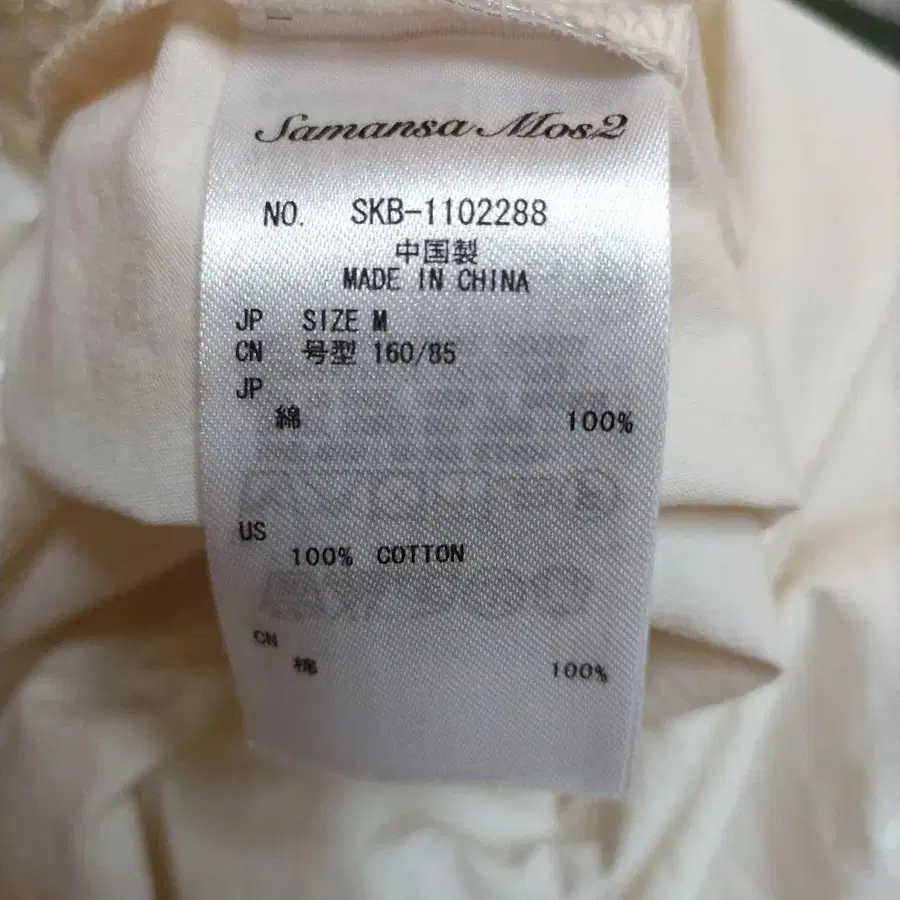 Samansa Mos2
NO. SKB-1102288
中国製
MADE IN CHINA
JP SIZE M
CN 号型 160/85
JP
綿 100%
US
100% COTTON
CN
棉 100%